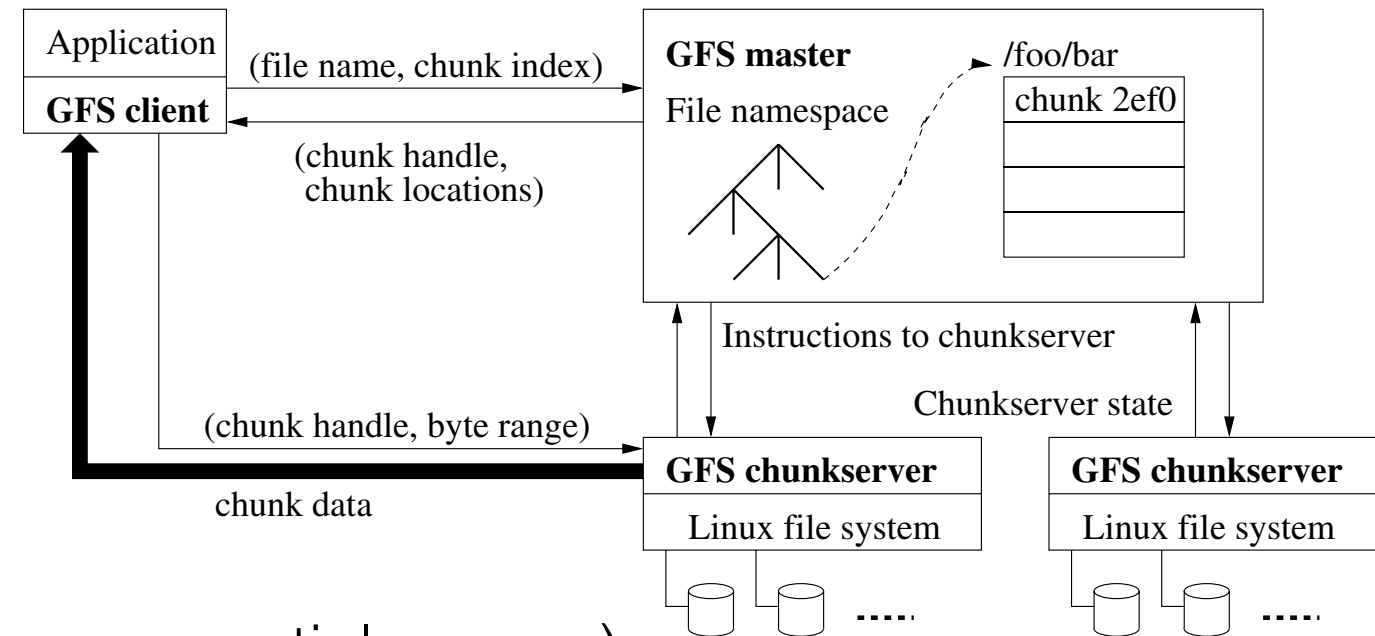 Application
GFS client
(file name, chunk index)
(chunk handle,
chunk locations)
GFS master
File namespace
/foo/bar
chunk 2ef0
Instructions to chunkserver
Chunkserver state
(chunk handle, byte range)
chunk data
GFS chunkserver
Linux file system
GFS chunkserver
Linux file system